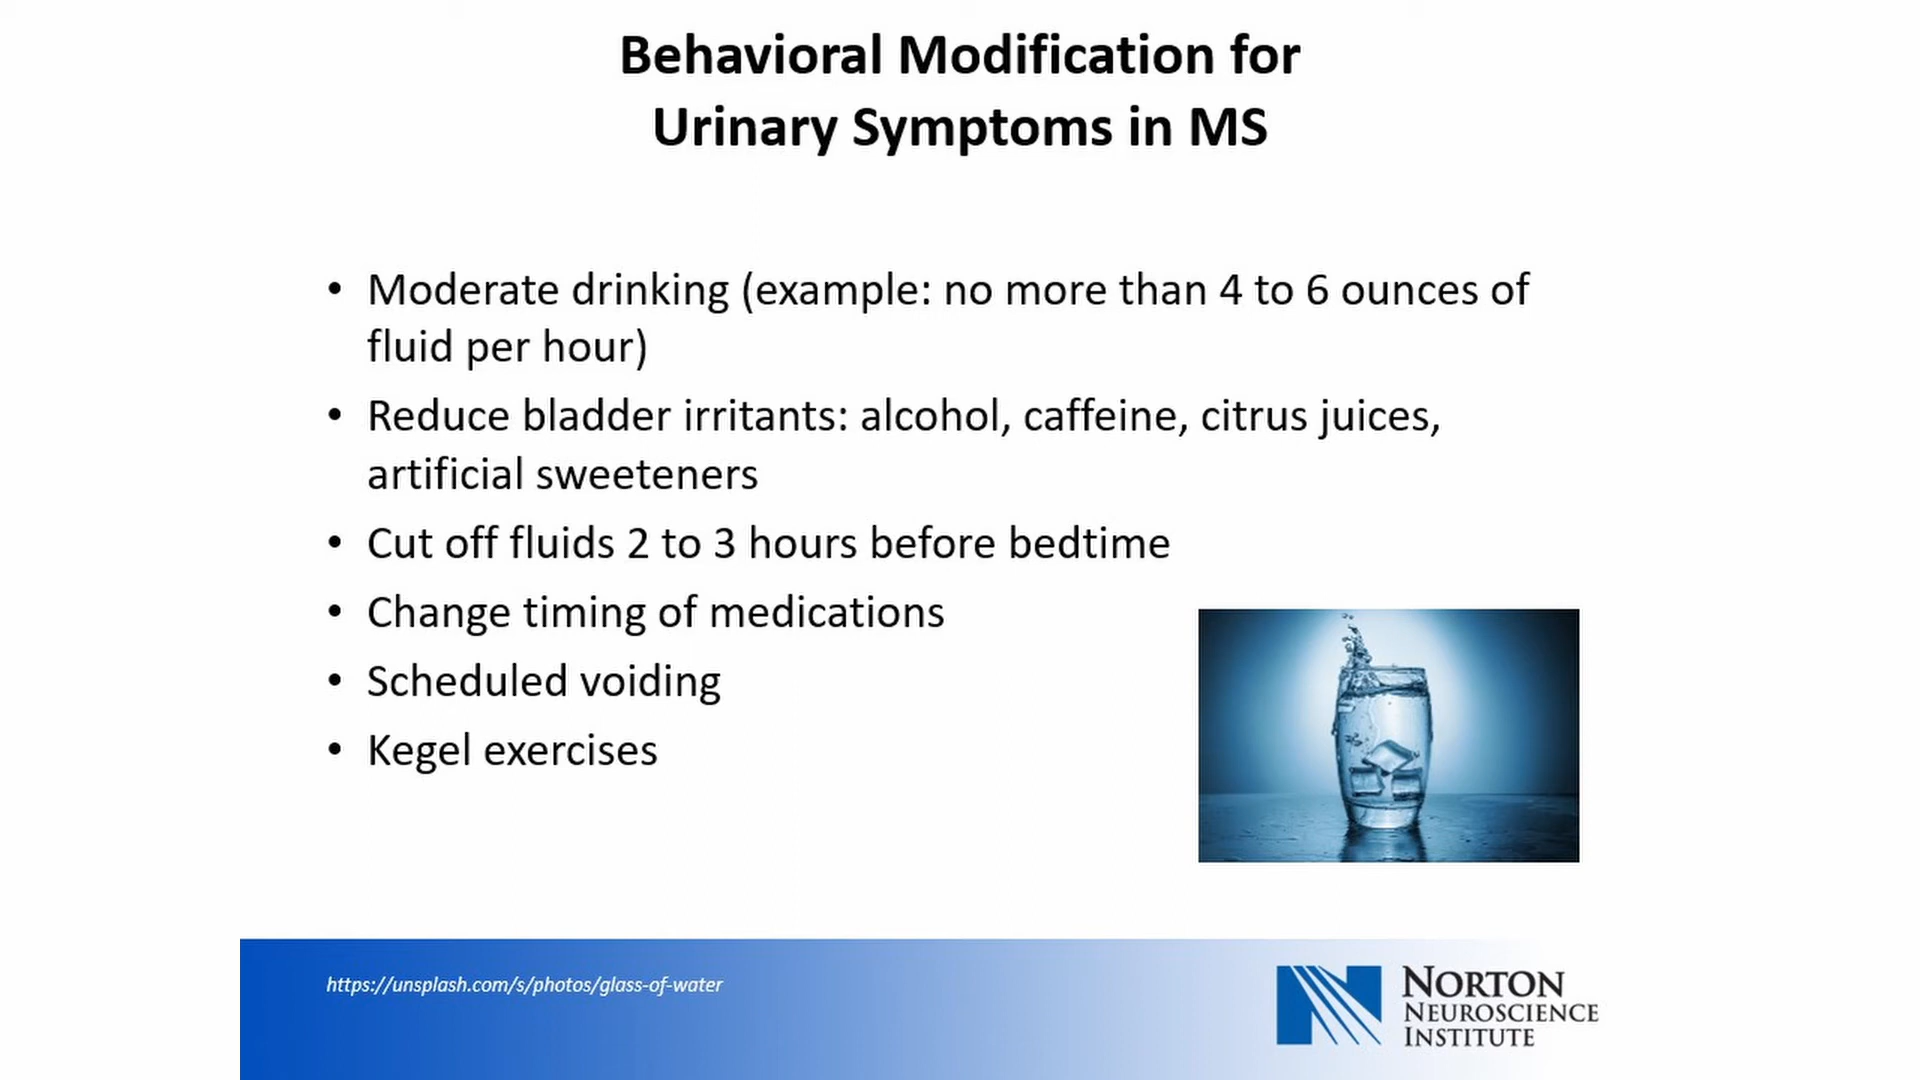 Behavioral Modification for
Urinary Symptoms in MS
• Moderate drinking (example: no more than 4 to 6 ounces of
fluid per hour)
• Reduce bladder irritants: alcohol, caffeine, citrus juices,
artificial sweeteners
• Cut off fluids 2 to 3 hours before bedtime
• Change timing of medications
• Scheduled voiding
• Kegel exercises
https://unsplash.com/s/photos/glass-of-water
NORTON
NEUROSCIENCE
INSTITUTE